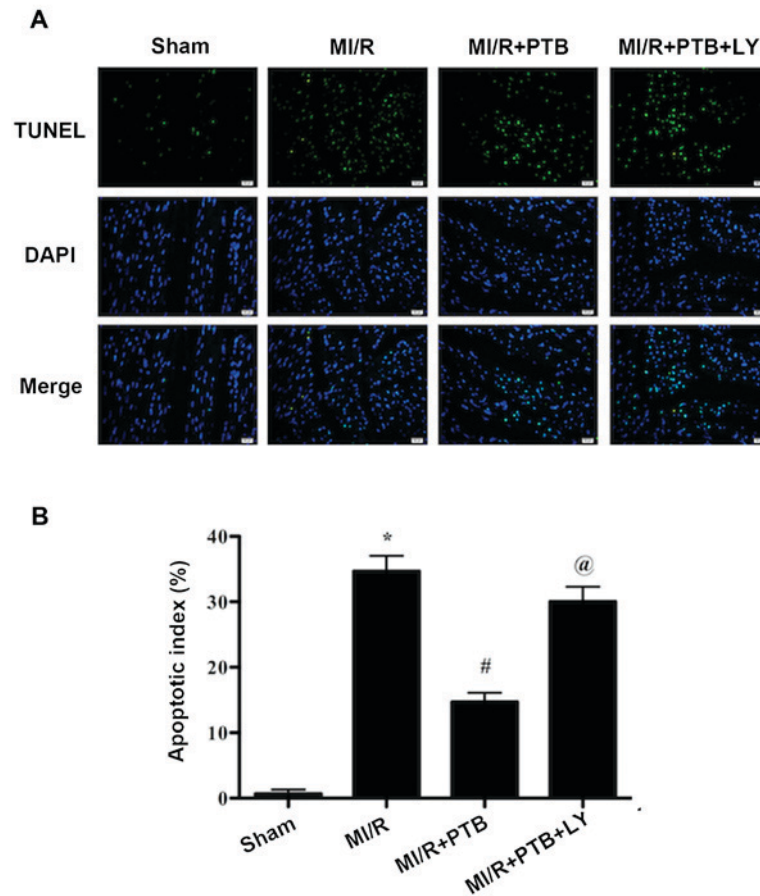 A
Sham MI/R MI/R+PTB MI/R+PTB+LY
TUNEL
DAPI
Merge
B
Apoptotic index (%)
40
30
20
10
0
*
#
@
Sham
MI/R
MI/R+PTB
MI/R+PTB+LY